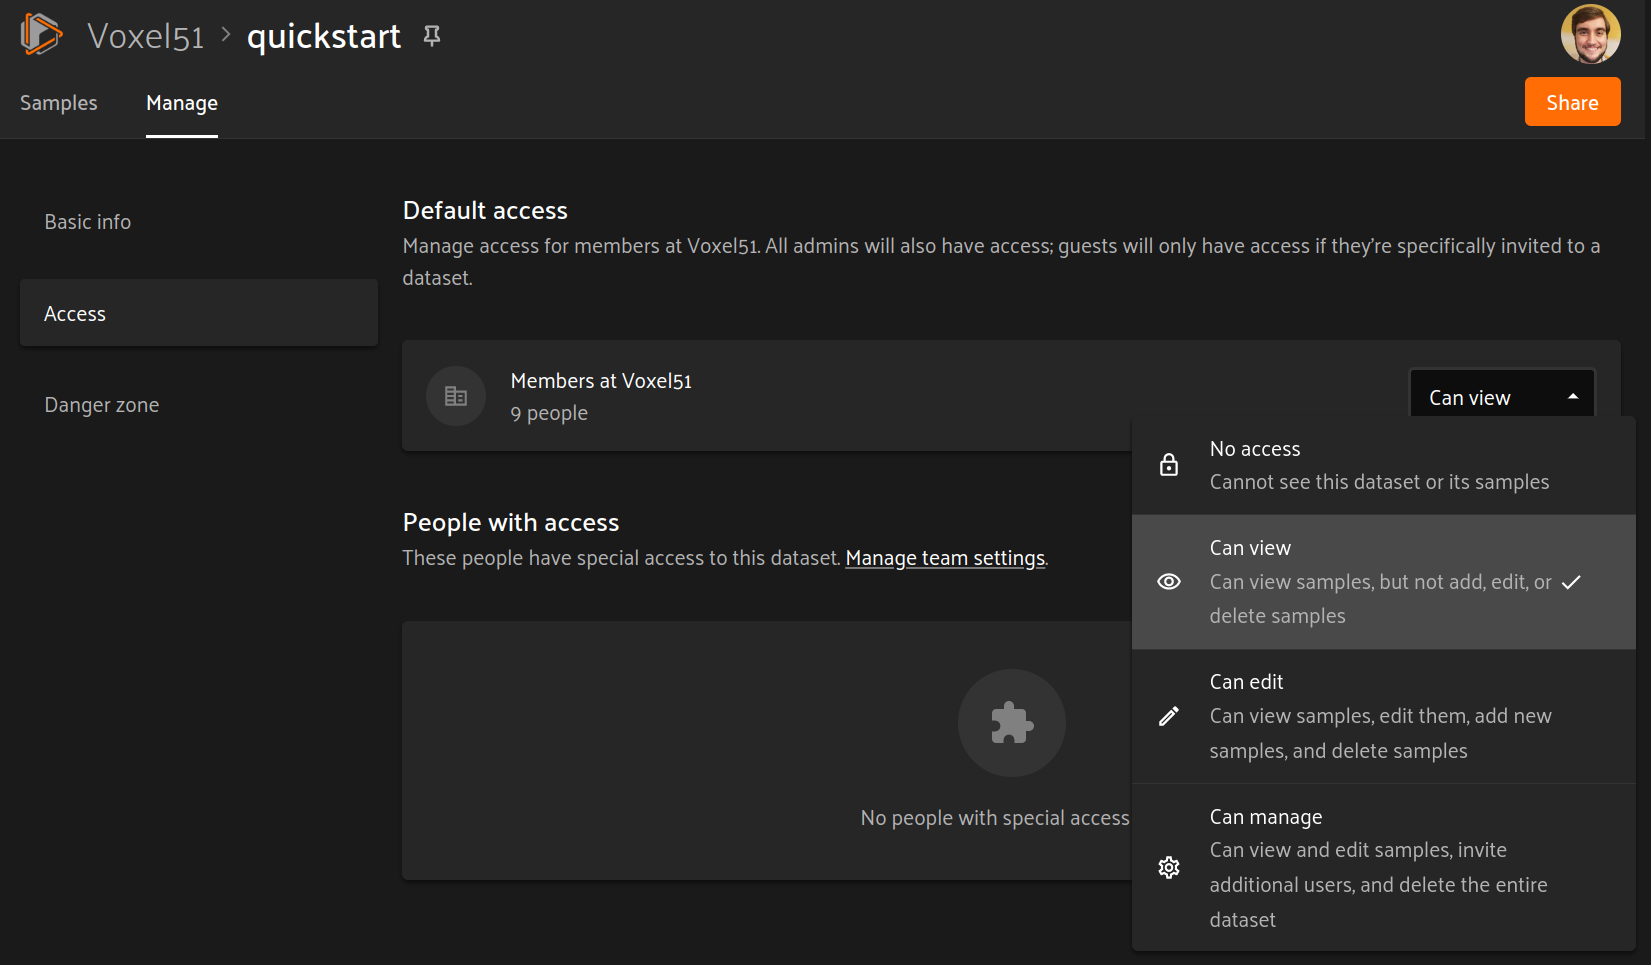 Voxel51 > quickstart
Samples
Manage
Share
Basic info
Access
Danger zone
Default access
Manage access for members at Voxel51. All admins will also have access; guests will only have access if they're specifically invited to a
dataset.
Members at Voxel51
9 people
Can view
No access
Cannot see this dataset or its samples
Can view
Can view samples, but not add, edit, or
delete samples
Can edit
Can view samples, edit them, add new
samples, and delete samples
Can manage
Can view and edit samples, invite
additional users, and delete the entire
dataset
People with access
These people have special access to this dataset. Manage team settings.
No people with special access